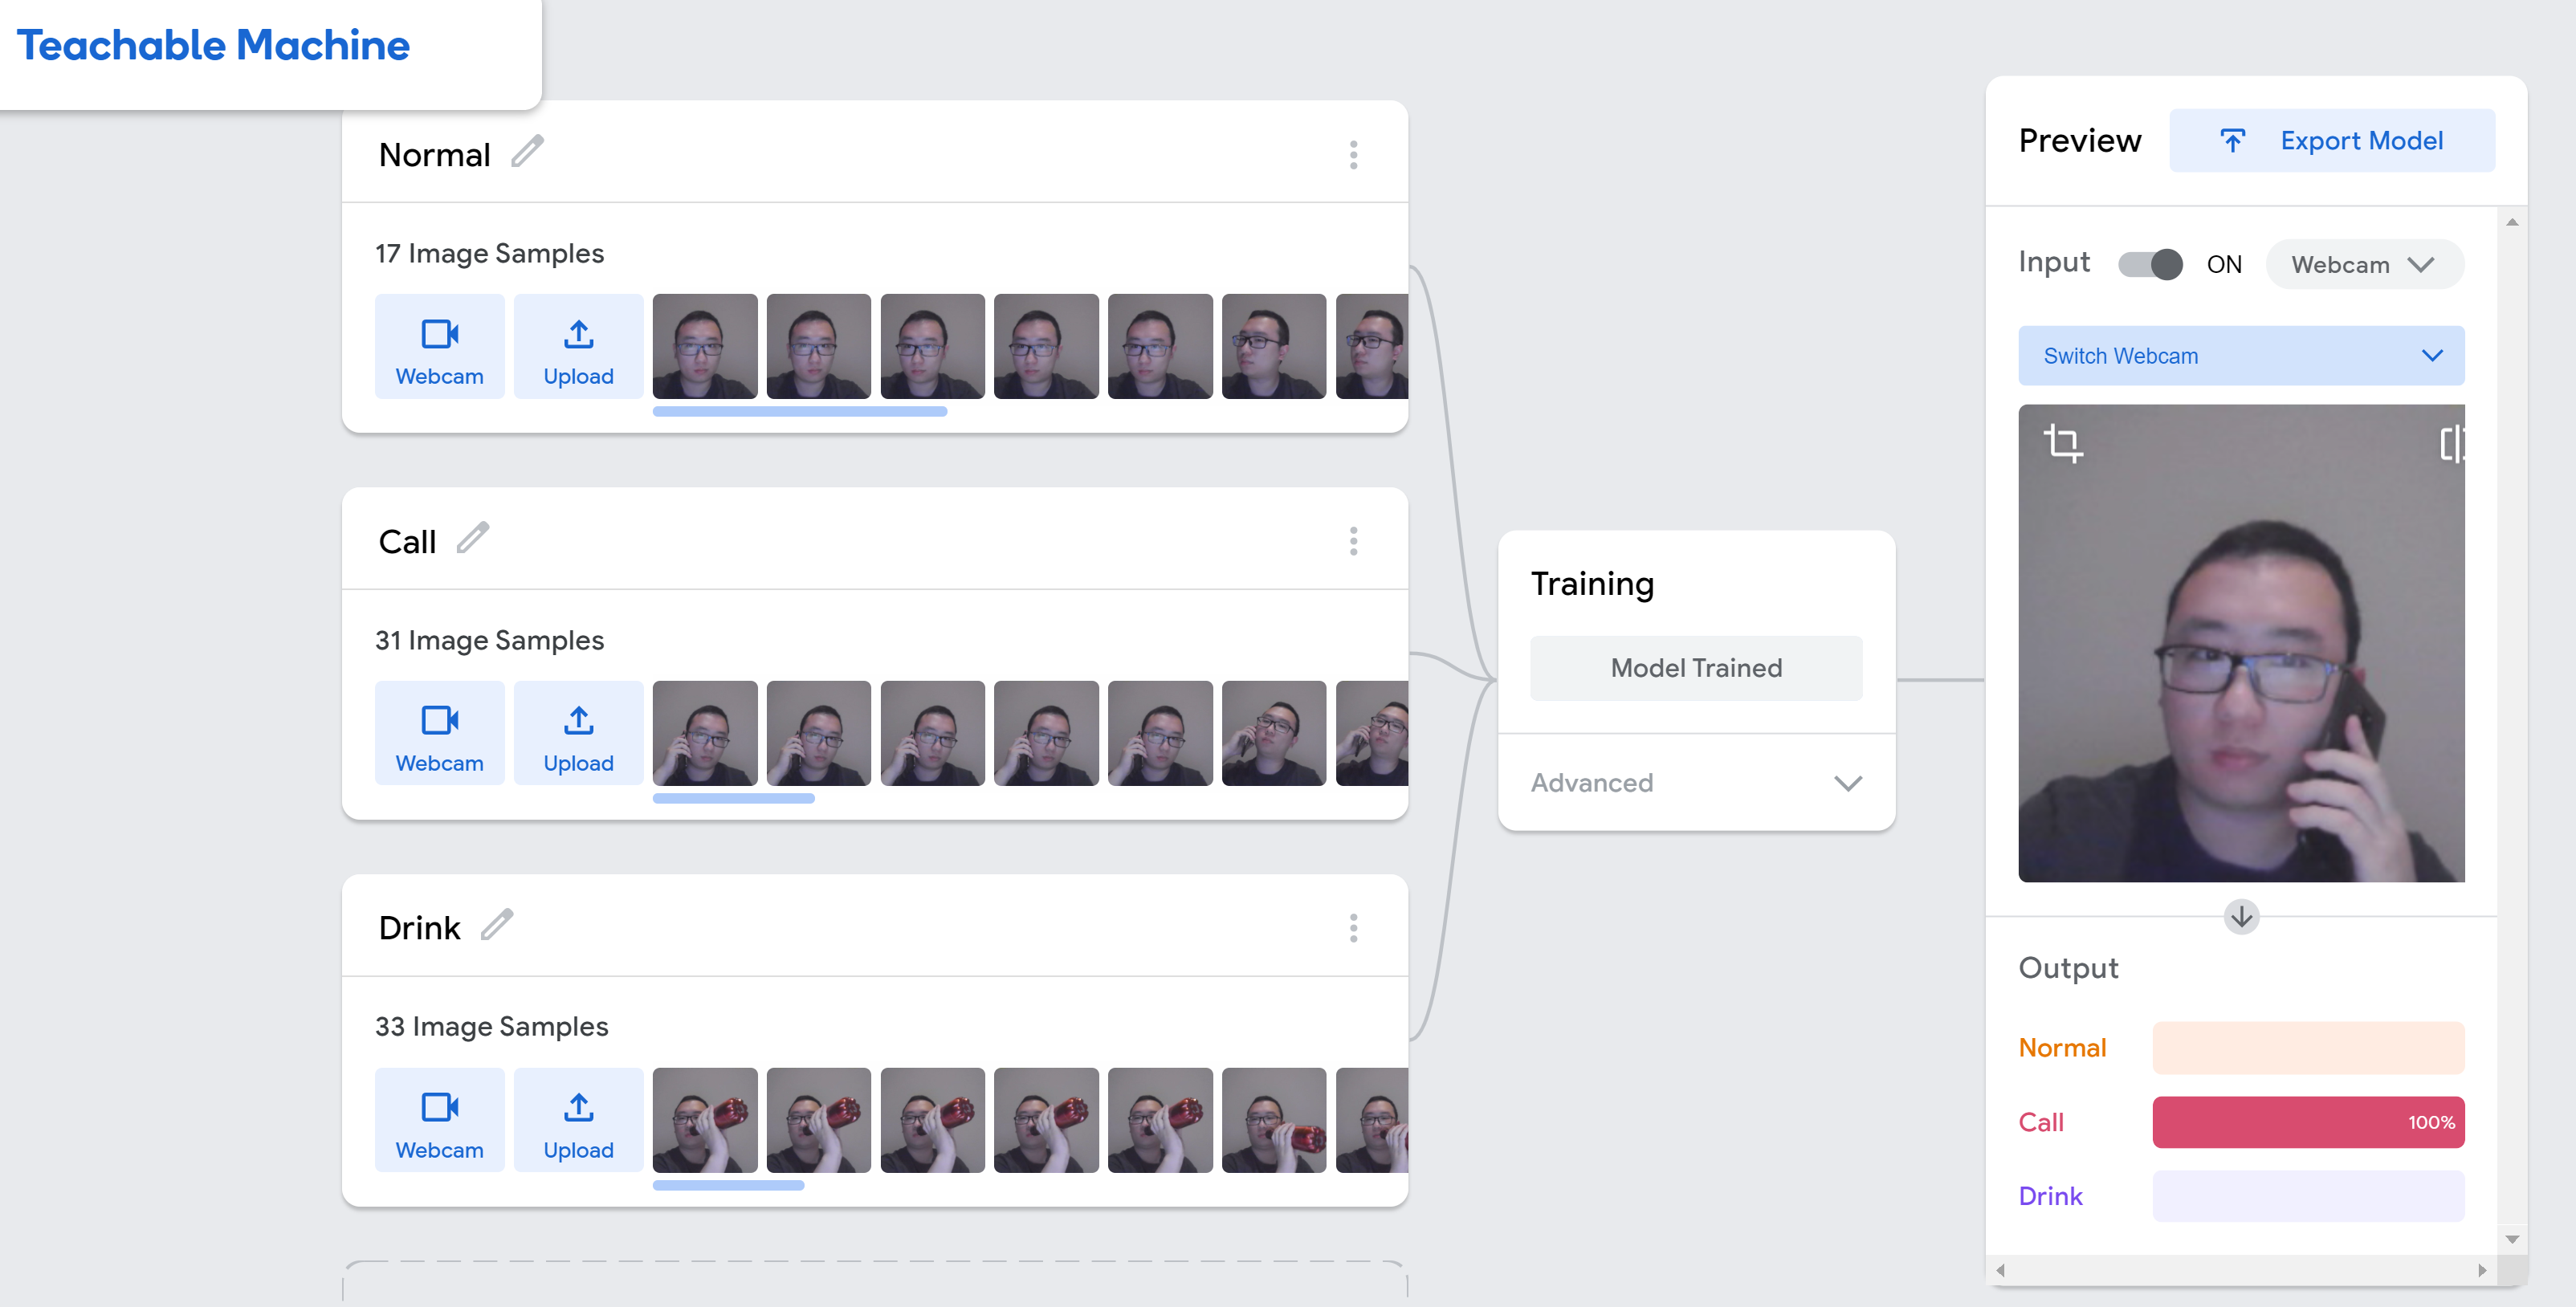 Teachable Machine
Normal
17 Image Samples
Webcam
Upload
Call
31 Image Samples
Webcam
Upload
Drink
33 Image Samples
Webcam
Upload
Training
Model Trained
Advanced
Preview
Export Model
Input ON Webcam
Switch Webcam
Output
Normal
Call 100%
Drink